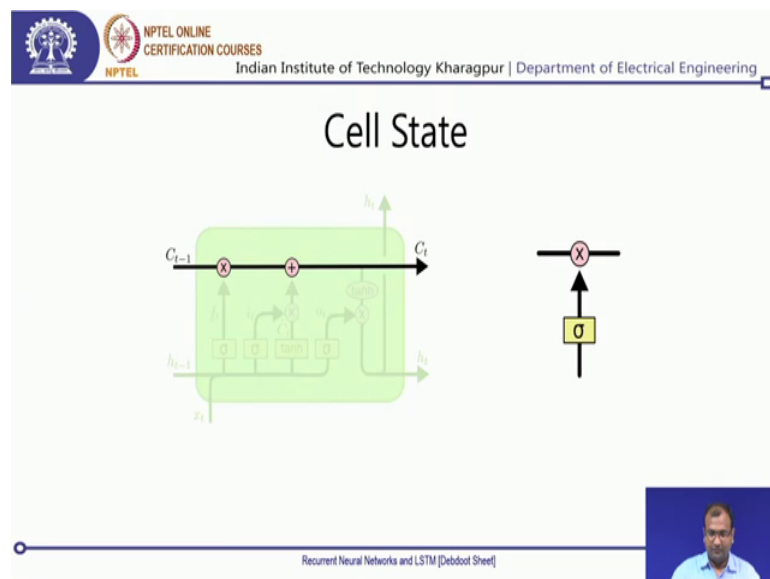 NPTEL ONLINE
CERTIFICATION COURSES
NPTEL
Indian Institute of Technology Kharagpur | Department of Electrical Engineering
Cell State
h_t
C_{t-1}
C_t
x
+
x
tanh
f_t
i_t
x
o_t
x
σ
σ
tanh
σ
σ
h_{t-1}
h_t
x_t
Recurrent Neural Networks and LSTM [Debdoot Sheet]